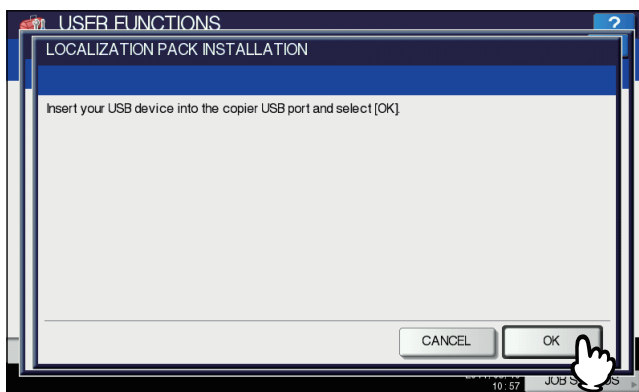 USER FUNCTIONS
?
LOCALIZATION PACK INSTALLATION
Insert your USB device into the copier USB port and select [OK].
CANCEL
OK
10:57